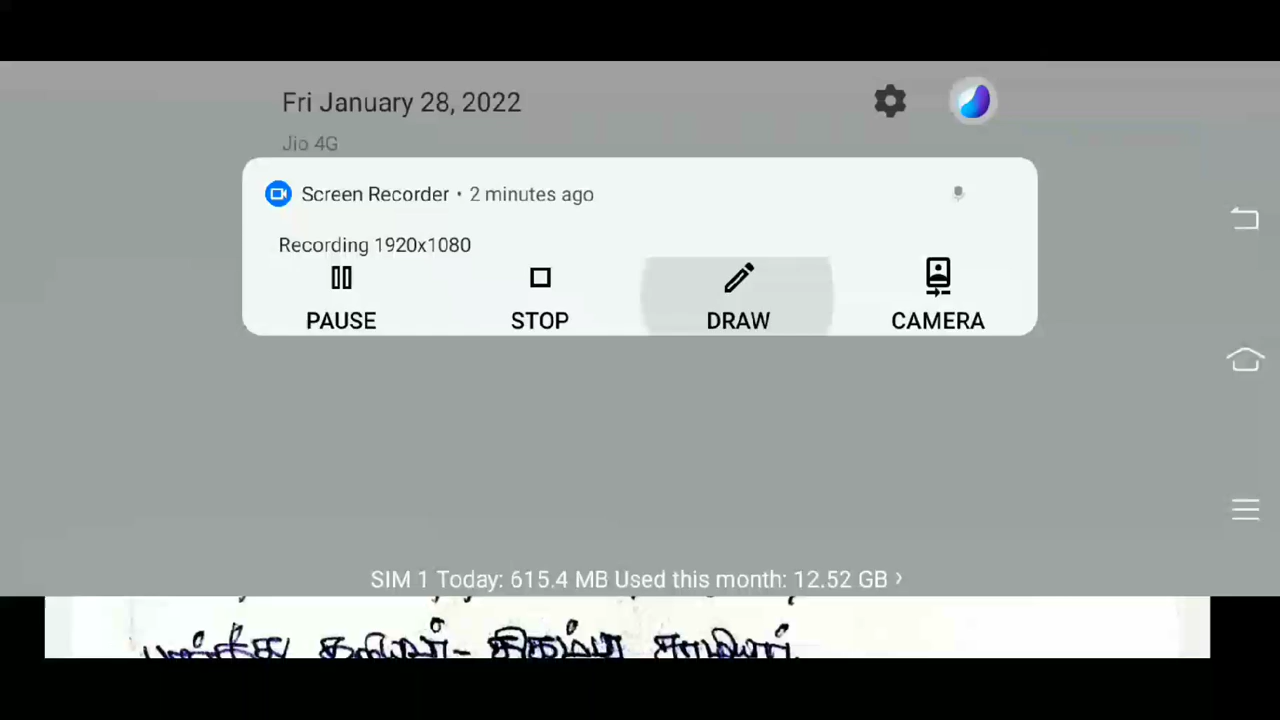 Fri January 28, 2022
Jio 4G
Screen Recorder • 2 minutes ago
Recording 1920x1080
PAUSE STOP DRAW CAMERA
SIM 1 Today: 615.4 MB Used this month: 12.52 GB ›